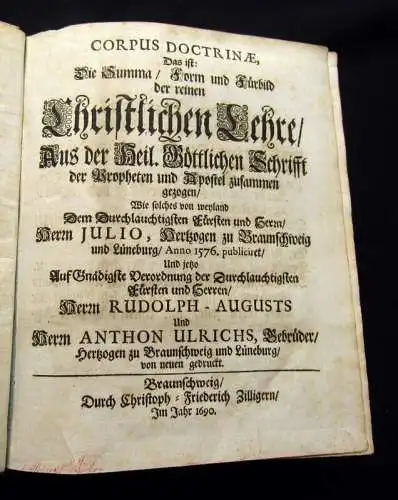 CORPUS DOCTRINÆ,
Das ist:
Die Summa/ Form und Fürbild
der reinen
Christlichen Lehre/
Aus der Heil. Göttlichen Schrifft
der Propheten und Apostel zusammen
gezogen/
Wie solches von weyland
Dem Durchlauchtigsten Fürsten und Herrn/
Herrn JULIO, Hertzogen zu Braunschweig
und Lüneburg/ Anno 1576. publiciret/
Und jetzo
Auf Gnädigste Verordnung der Durchlauchtigsten
Fürsten und Herren/
Herrn RUDOLPH-AUGUSTS
Und
Herrn ANTHON ULRICHS, Gebrüder/
Hertzogen zu Braunschweig und Lüneburg/
von neuen gedruckt.
Braunschweig/
Durch Christoph-Friederich Zilligern/
Im Jahr 1690.